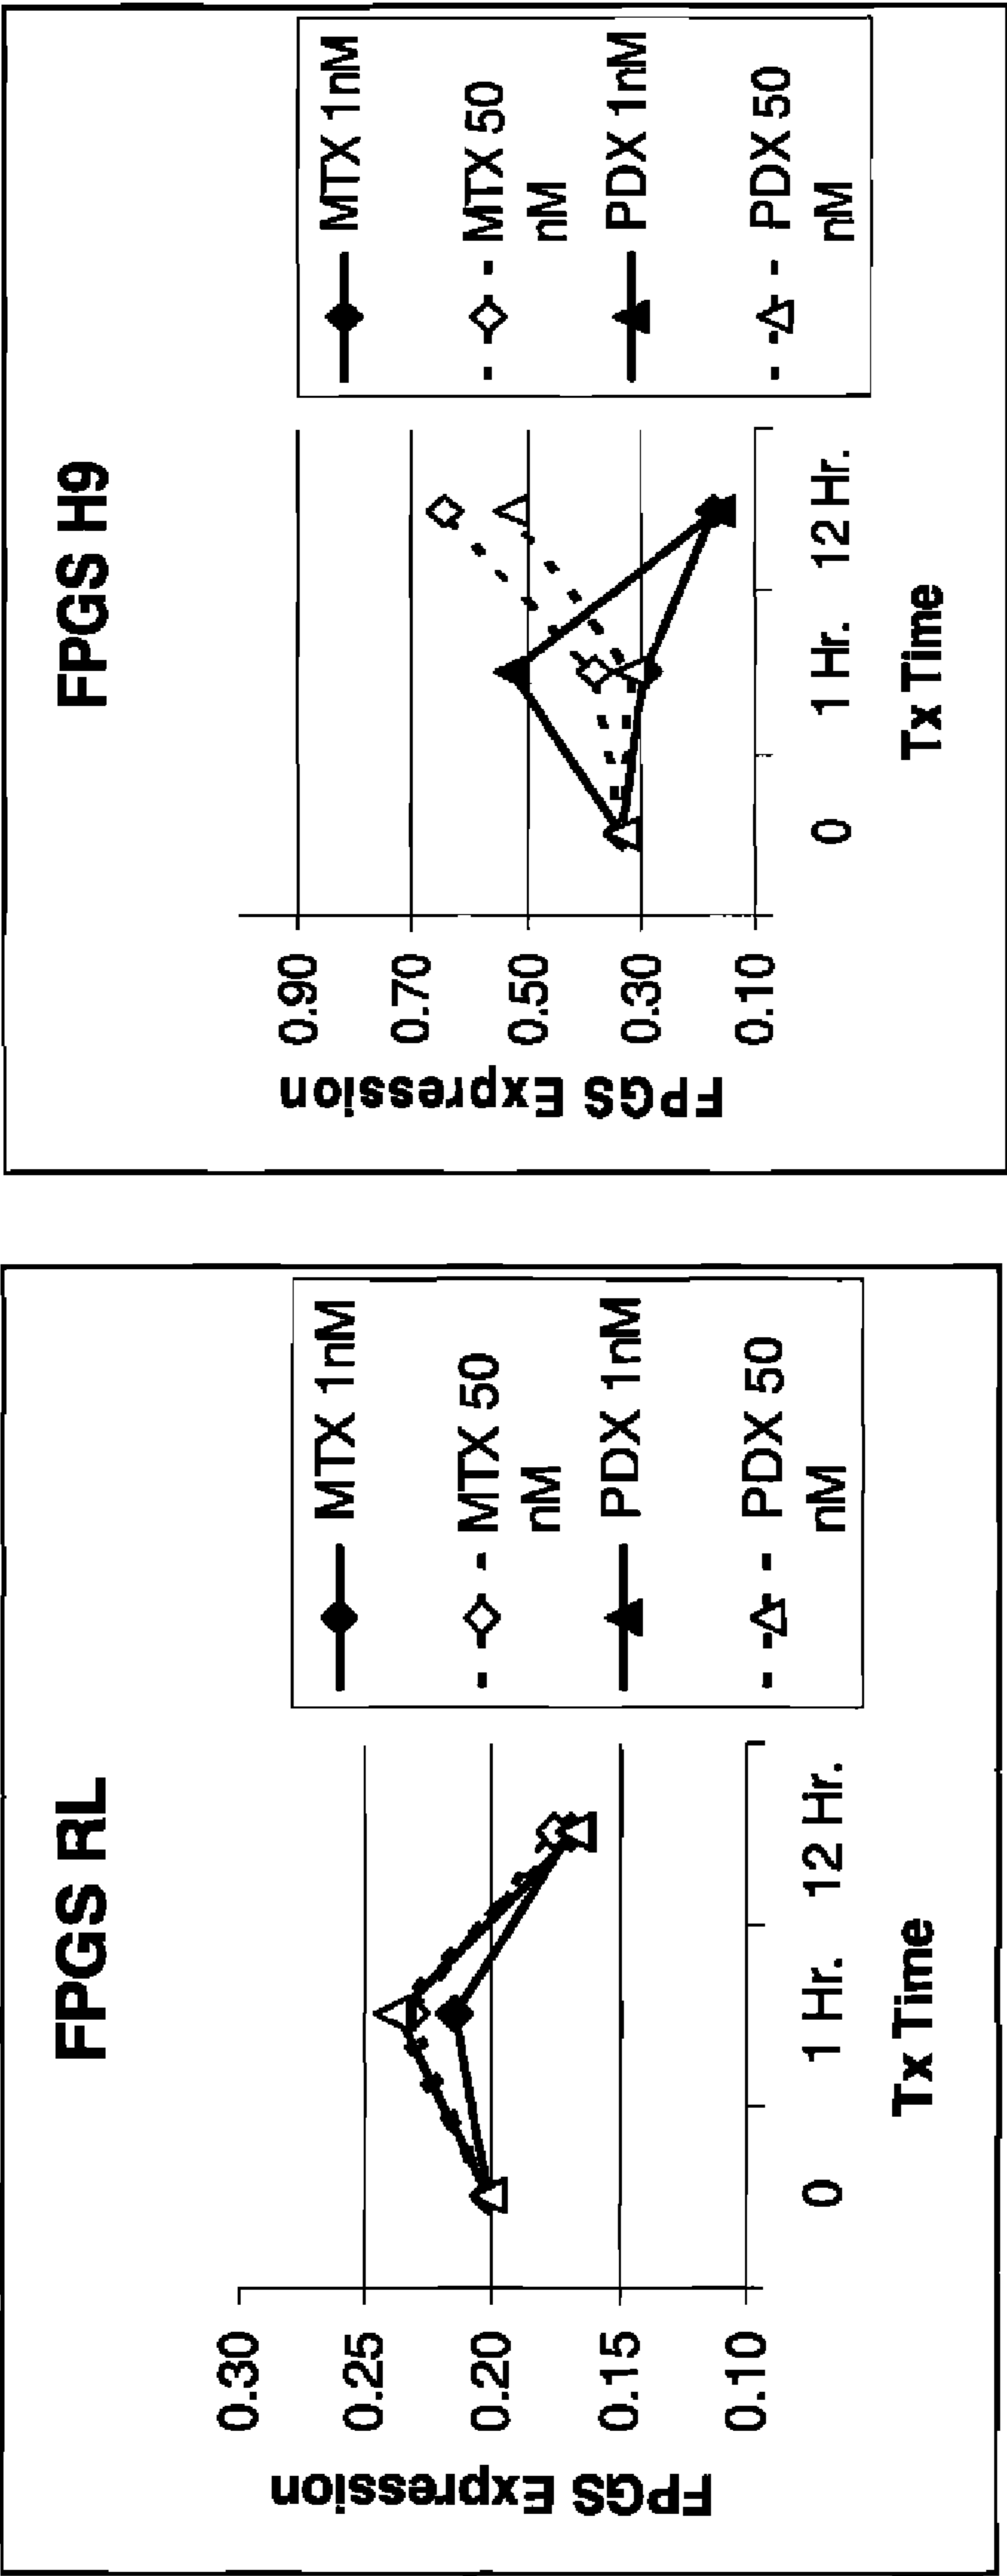 FPGS RL
FPGS Expression
0.30
0.25
0.20
0.15
0.10
0
1 Hr.
12 Hr.
Tx Time
MTX 1nM
MTX 50
nM
PDX 1nM
PDX 50
nM
FPGS H9
FPGS Expression
0.90
0.70
0.50
0.30
0.10
0
1 Hr.
12 Hr.
Tx Time
MTX 1nM
MTX 50
nM
PDX 1nM
PDX 50
nM